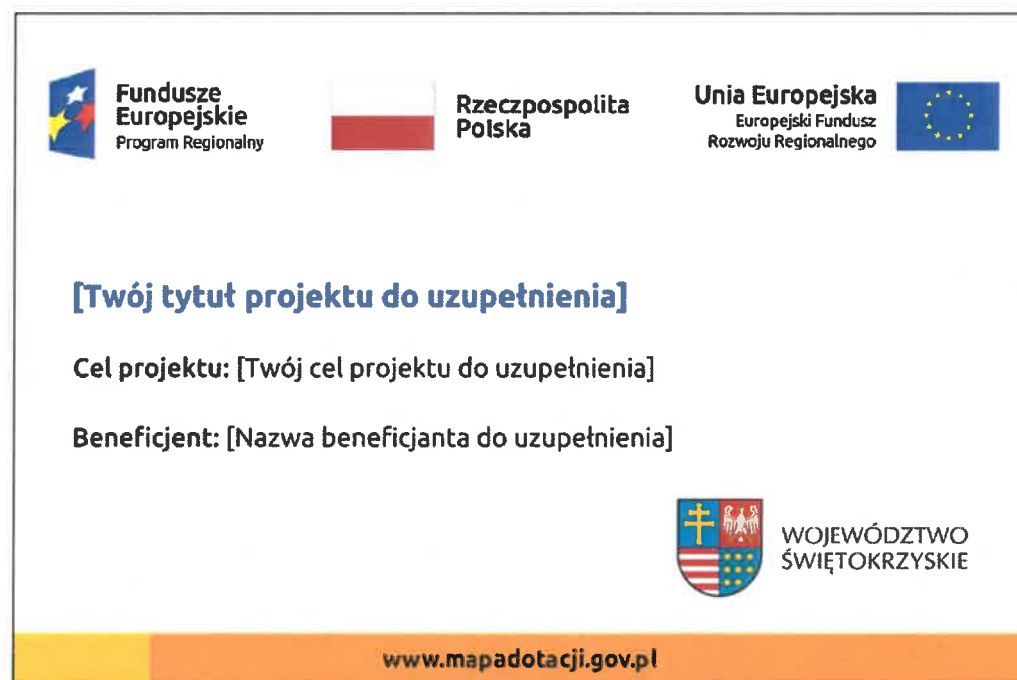 Fundusze
Europejskie
Program Regionalny
Rzeczpospolita
Polska
Unia Europejska
Europejski Fundusz
Rozwoju Regionalnego
[Twój tytuł projektu do uzupełnienia]
Cel projektu: [Twój cel projektu do uzupełnienia]
Beneficjent: [Nazwa beneficjanta do uzupełnienia]
WOJEWÓDZTWO
ŚWIĘTOKRZYSKIE
www.mapadotacji.gov.pl